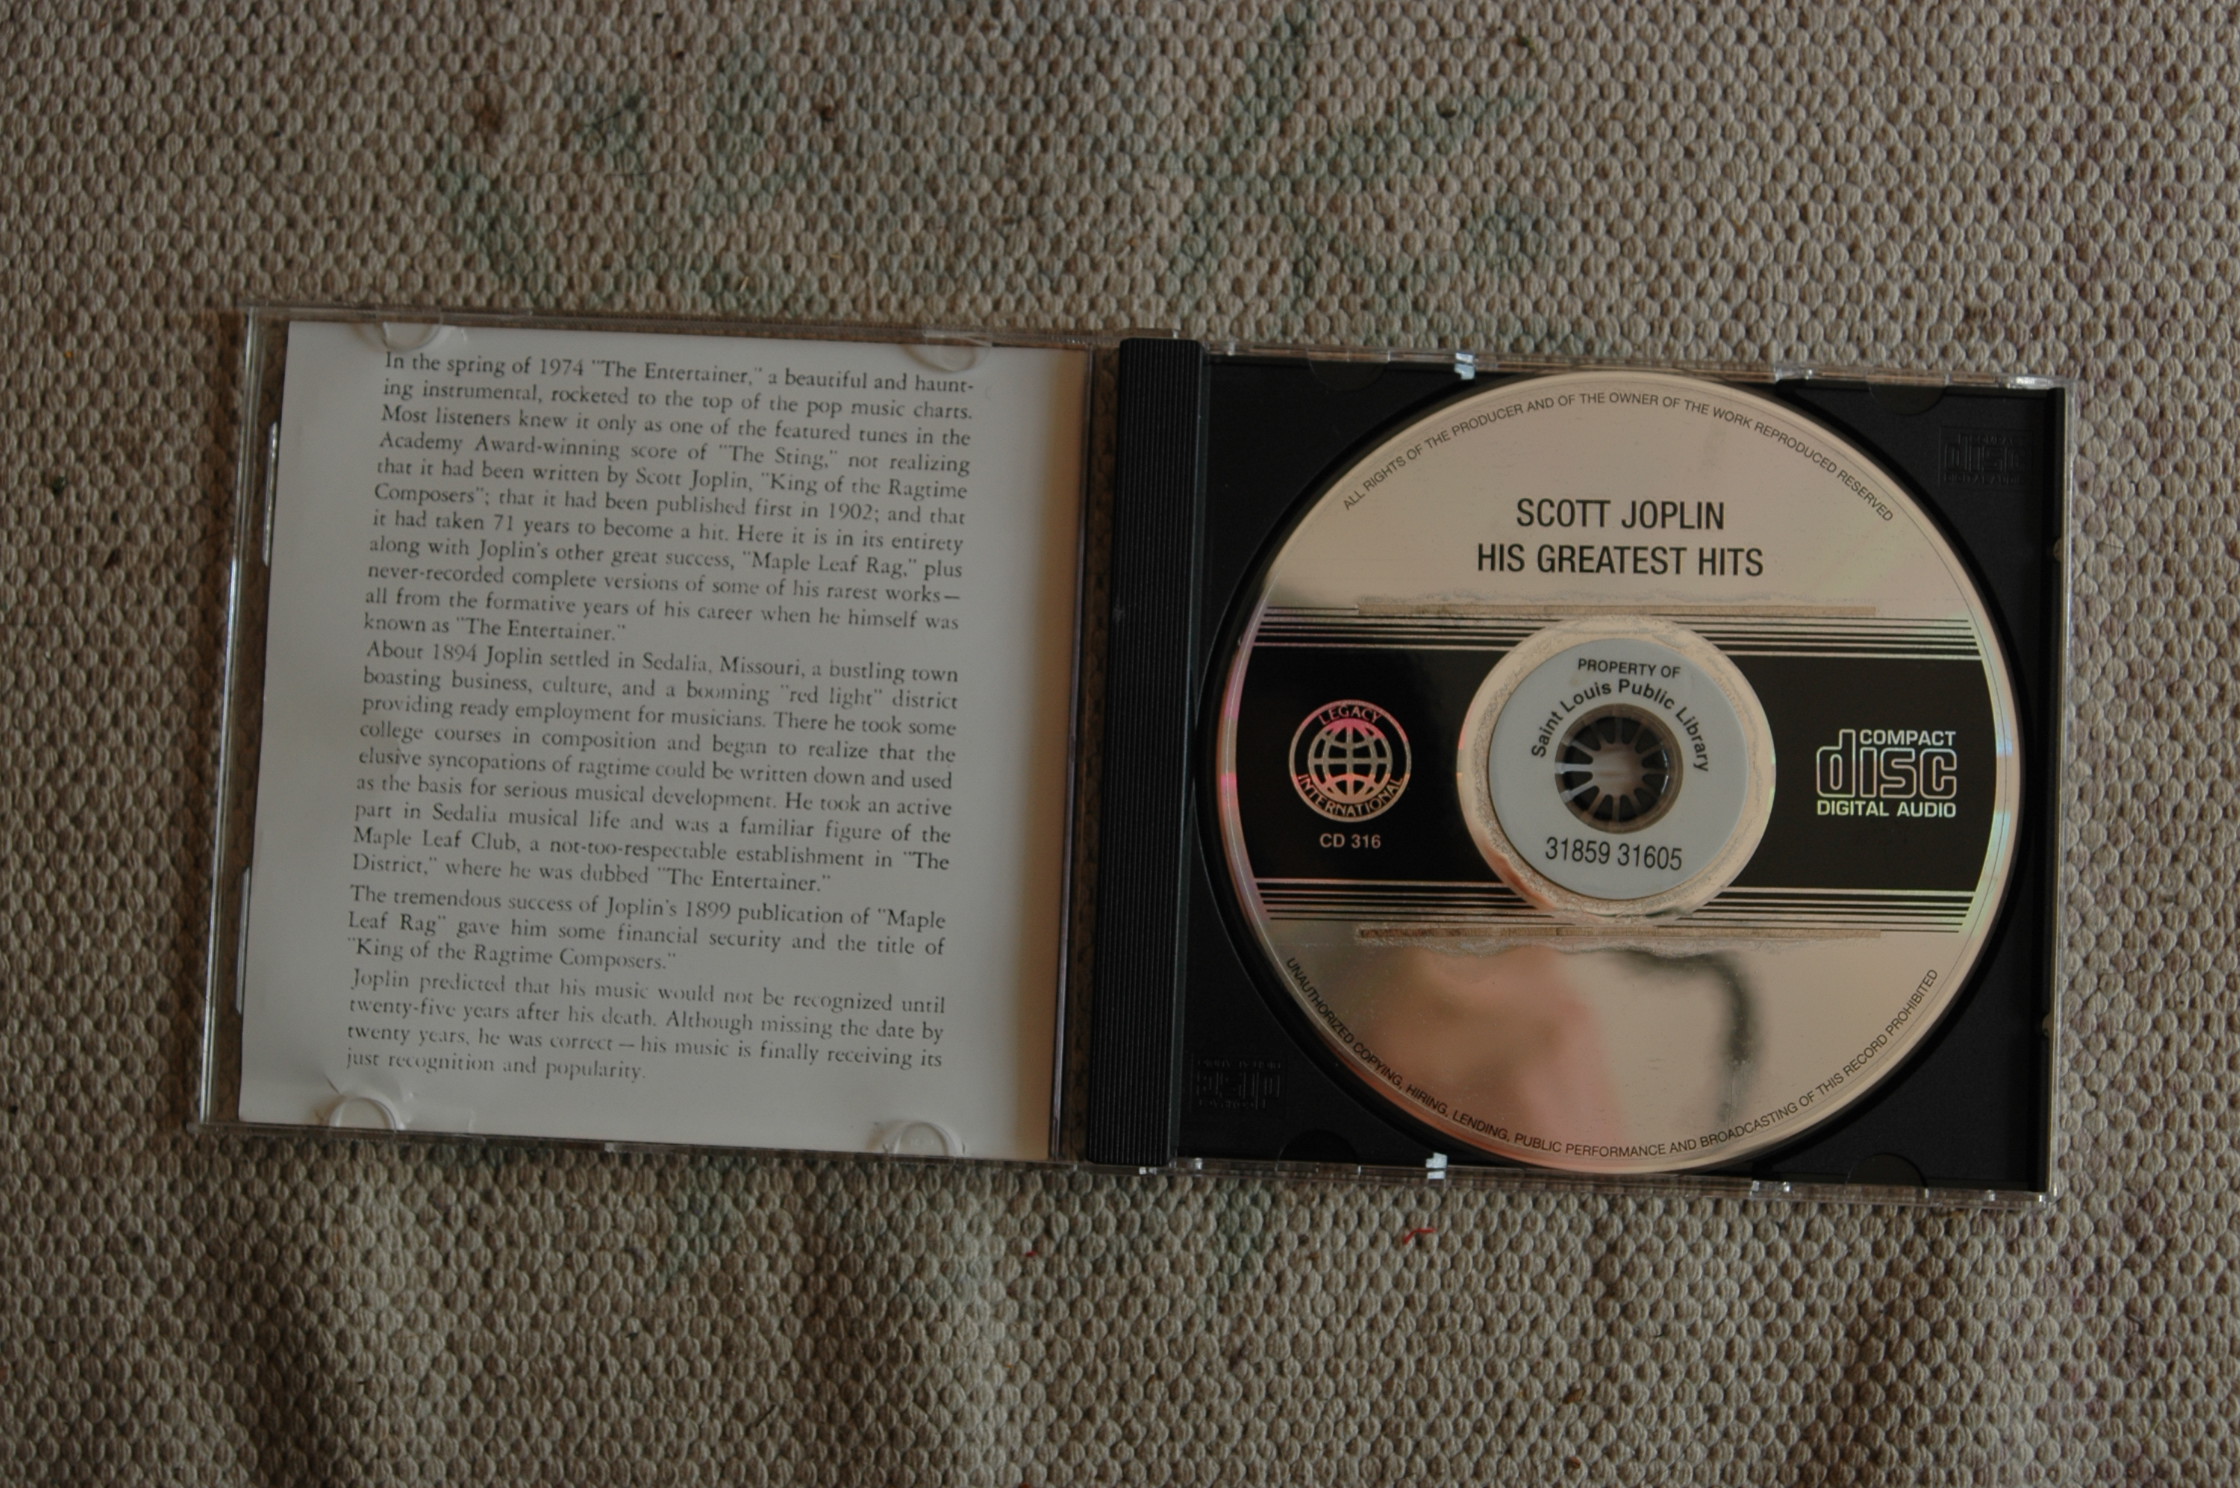 In the spring of 1974 "The Entertainer," a beautiful and haunt-
ing instrumental, rocketed to the top of the pop music charts.
Most listeners knew it only as one of the featured tunes in the
Academy Award-winning score of "The Sting," not realizing
that it had been written by Scott Joplin, "King of the Ragtime
Composers"; that it had been published first in 1902; and that
it had taken 71 years to become a hit. Here it is in its entirety
along with Joplin's other great success, "Maple Leaf Rag," plus
never-recorded complete versions of some of his rarest works—
all from the formative years of his career when he himself was
known as "The Entertainer."
About 1894 Joplin settled in Sedalia, Missouri, a bustling town
boasting business, culture, and a booming "red light" district
providing ready employment for musicians. There he took some
college courses in composition and began to realize that the
elusive syncopations of ragtime could be written down and used
as the basis for serious musical development. He took an active
part in Sedalia musical life and was a familiar figure of the
Maple Leaf Club, a not-too-respectable establishment in "The
District," where he was dubbed "The Entertainer."
The tremendous success of Joplin's 1899 publication of "Maple
Leaf Rag" gave him some financial security and the title of
"King of the Ragtime Composers."
Joplin predicted that his music would not be recognized until
twenty-five years after his death. Although missing the date by
twenty years, he was correct — his music is finally receiving its
just recognition and popularity.
ALL RIGHTS OF THE PRODUCER AND OF THE OWNER OF THE WORK REPRODUCED RESERVED
SCOTT JOPLIN
HIS GREATEST HITS
PROPERTY OF
Saint Louis Public Library
31859 31605
LEGACY
INTERNATIONAL
CD 316
COMPACT
disc
DIGITAL AUDIO
UNAUTHORIZED COPYING, HIRING, LENDING, PUBLIC PERFORMANCE AND BROADCASTING OF THIS RECORD PROHIBITED